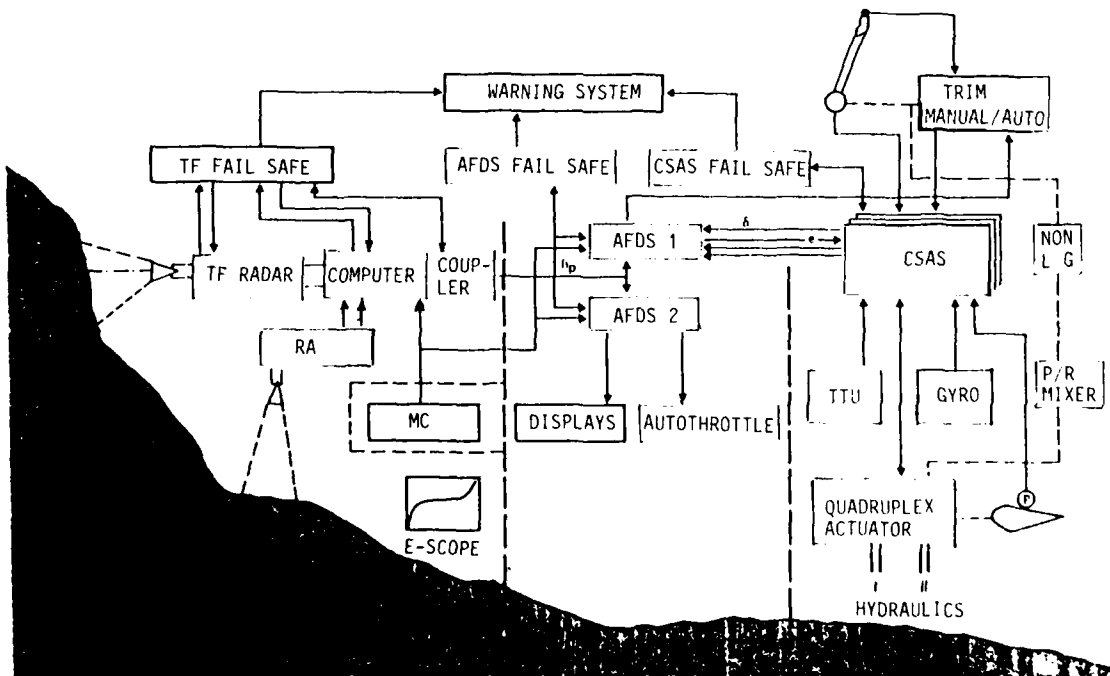 WARNING SYSTEM
TRIM
MANUAL/AUTO
TF FAIL SAFE
AFDS FAIL SAFE
CSAS FAIL SAFE
TF RADAR
COMPUTER
COUP-
LER
AFDS 1
δ
e
CSAS
NON
L G
AFDS 2
RA
MC
DISPLAYS
AUTOTHROTTLE
TTU
GYRO
P/R
MIXER
E-SCOPE
QUADRUPLEX
ACTUATOR
HYDRAULICS